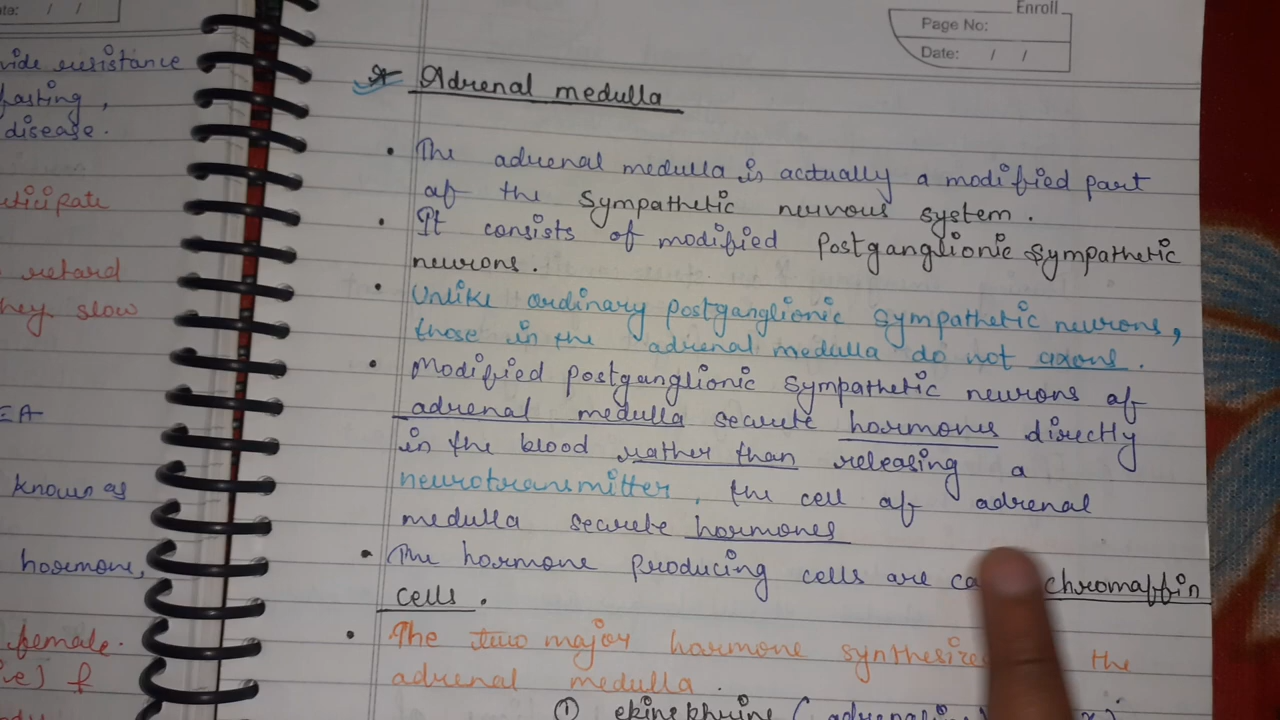 te: / /
vide resistance
fasting,
disease.
eticipate
retard
hey slow
EA
known as
hormone,
female.
Enroll
Page No:
Date: / /
Adrenal medulla
• The adrenal medulla is actually a modified part
of the sympathetic nervous system.
• It consists of modified postganglionic sympathetic
neurons.
• Unlike ordinary postganglionic sympathetic neurons,
those in the adrenal medulla do not axons.
• Modified postganglionic sympathetic neurons of
adrenal medulla secrete hormones directly
in the blood rather than releasing a
neurotransmitter. The cell of adrenal
medulla secrete hormones
• The hormone producing cells are ca chromaffin
cells.
• The two major hormone synthesize the
adrenal medulla.
①